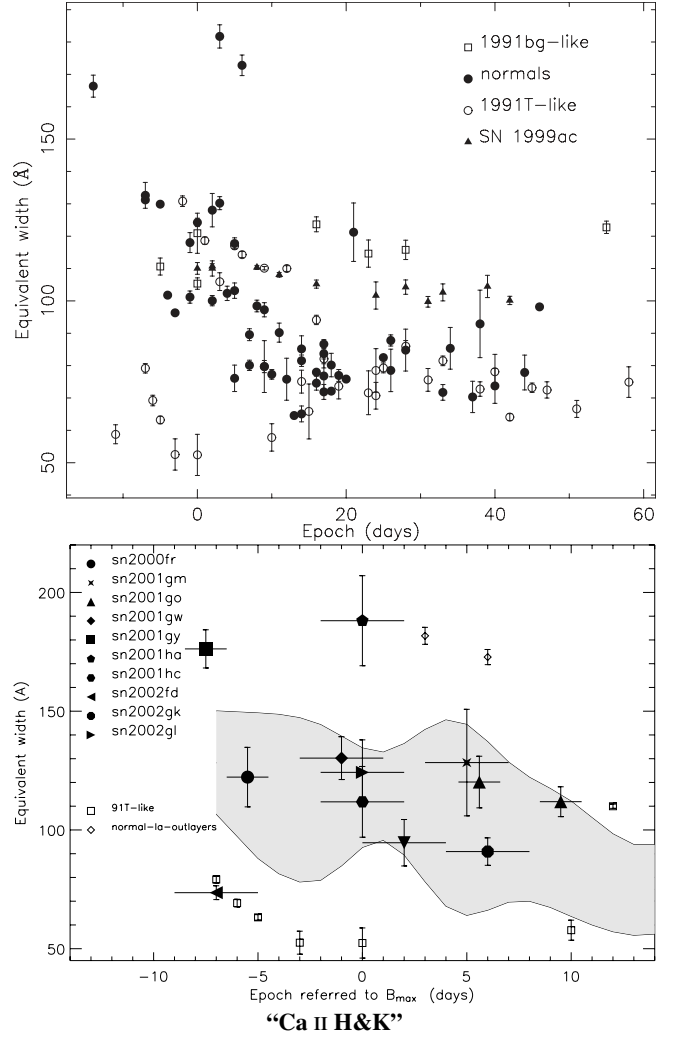 1991bg-like
normals
1991T-like
SN 1999ac
150
100
50
Equivalent width (Å)
0 20 40 60
Epoch (days)
sn2000fr
sn2001gm
sn2001go
sn2001gw
sn2001gy
sn2001ha
sn2001hc
sn2002fd
sn2002gk
sn2002gl
91T-like
normal-Ia-outlayers
200
150
100
50
Equivalent width (A)
-10 -5 0 5 10
Epoch referred to Bmax (days)
“Ca II H&K”